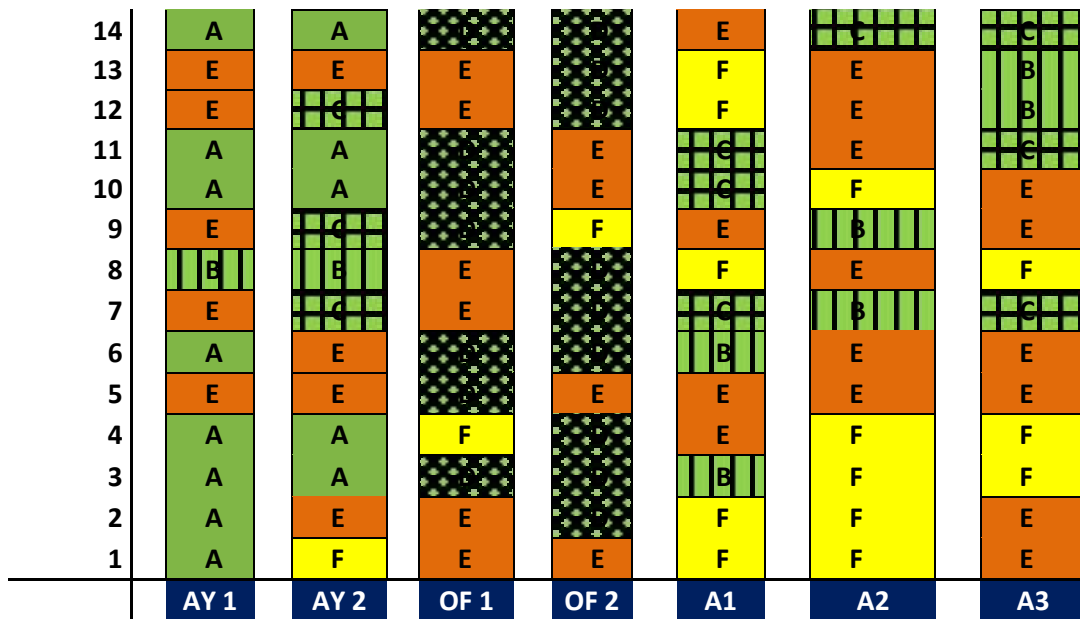 14 A A E C C
13 E E E F E B
12 E C E F E B
11 A A E C E C
10 A A E C F E
9 E C F E B E
8 B B E F E F
7 E C E C B C
6 A E B E E
5 E E E E E E
4 A A F E F F
3 A A B F F
2 A E E F F E
1 A F E E F F E
AY 1 AY 2 OF 1 OF 2 A1 A2 A3